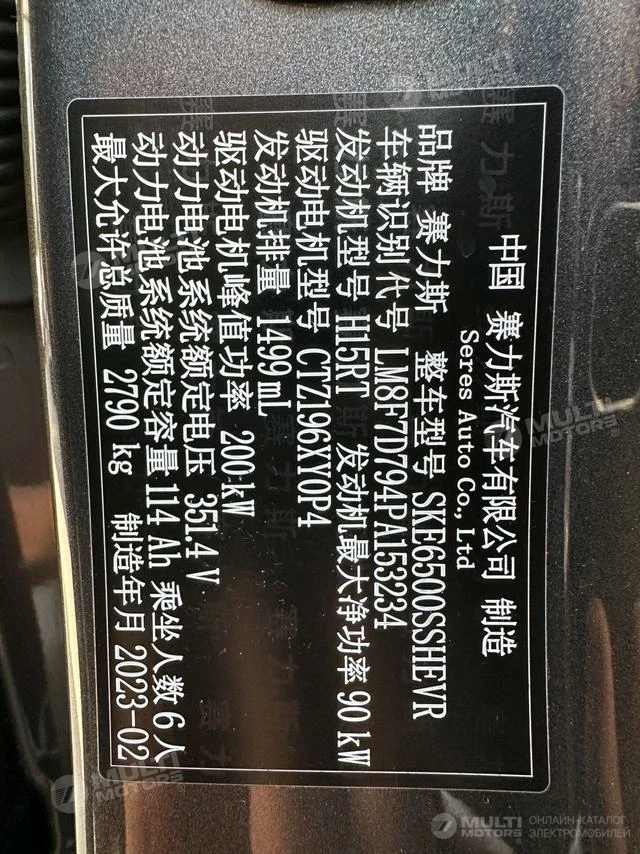 中国 赛力斯汽车有限公司 制造
Seres Auto Co., Ltd
品牌 赛力斯 整车型号 SKE6500SSHEVR
车辆识别代号 LM8F7D794PA153234
发动机型号 H15RT 发动机最大净功率 90 kW
驱动电机型号 CTZ196XY0P4
发动机排量 1499 mL
驱动电机峰值功率 200 kW
动力电池系统额定电压 351.4 V
动力电池系统额定容量 114 Ah 乘坐人数 6 人
最大允许总质量 2790 kg 制造年月 2023-02
MULTI MOTORS
ОНЛАЙН-КАТАЛОГ
ЭЛЕКТРОМОБИЛЕЙ